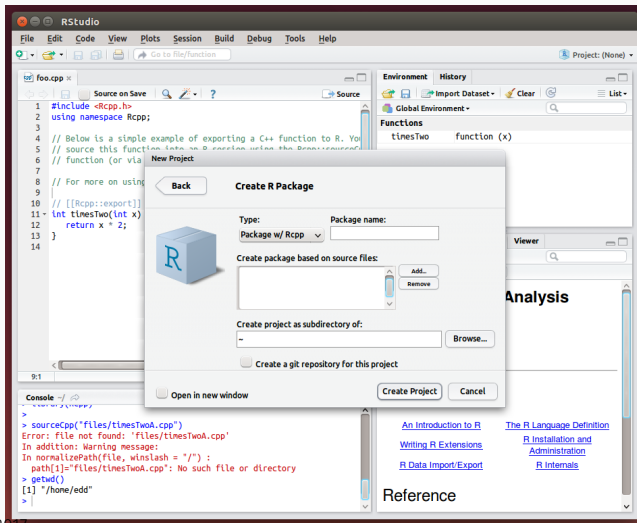 RStudio
File Edit Code View Plots Session Build Debug Tools Help
Go to file/function
Project: (None)
foo.cpp
Source on Save
Source
1 #include <Rcpp.h>
2 using namespace Rcpp;
3
4 // Below is a simple example of exporting a C++ function to R. You
5 // source this function into an R session using the Rcpp::sourceC
6 // function (or via
7
8 // For more on using
9
10 // [[Rcpp::export]]
11 int timesTwo(int x)
12 return x * 2;
13 }
14
9:1
Environment History
Import Dataset Clear List
Global Environment
Functions
timesTwo function (x)
New Project
Back
Create R Package
Type: Package name:
Package w/ Rcpp
Create package based on source files:
Add...
Remove
Create project as subdirectory of:
~
Browse...
Create a git repository for this project
Open in new window
Create Project Cancel
R
Console ~/
>
> sourceCpp("files/timesTwoA.cpp")
Error: file not found: 'files/timesTwoA.cpp'
In addition: Warning message:
In normalizePath(file, winslash = "/") :
path[1]="files/timesTwoA.cpp": No such file or directory
> getwd()
[1] "/home/edd"
>
Viewer
Analysis
An Introduction to R The R Language Definition
Writing R Extensions R Installation and Administration
R Data Import/Export R Internals
Reference